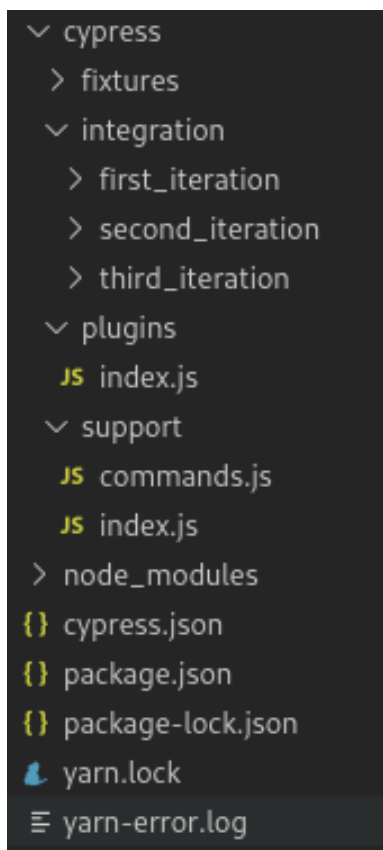 cypress
fixtures
integration
first_iteration
second_iteration
third_iteration
plugins
JS index.js
support
JS commands.js
JS index.js
node_modules
{} cypress.json
{} package.json
{} package-lock.json
yarn.lock
yarn-error.log